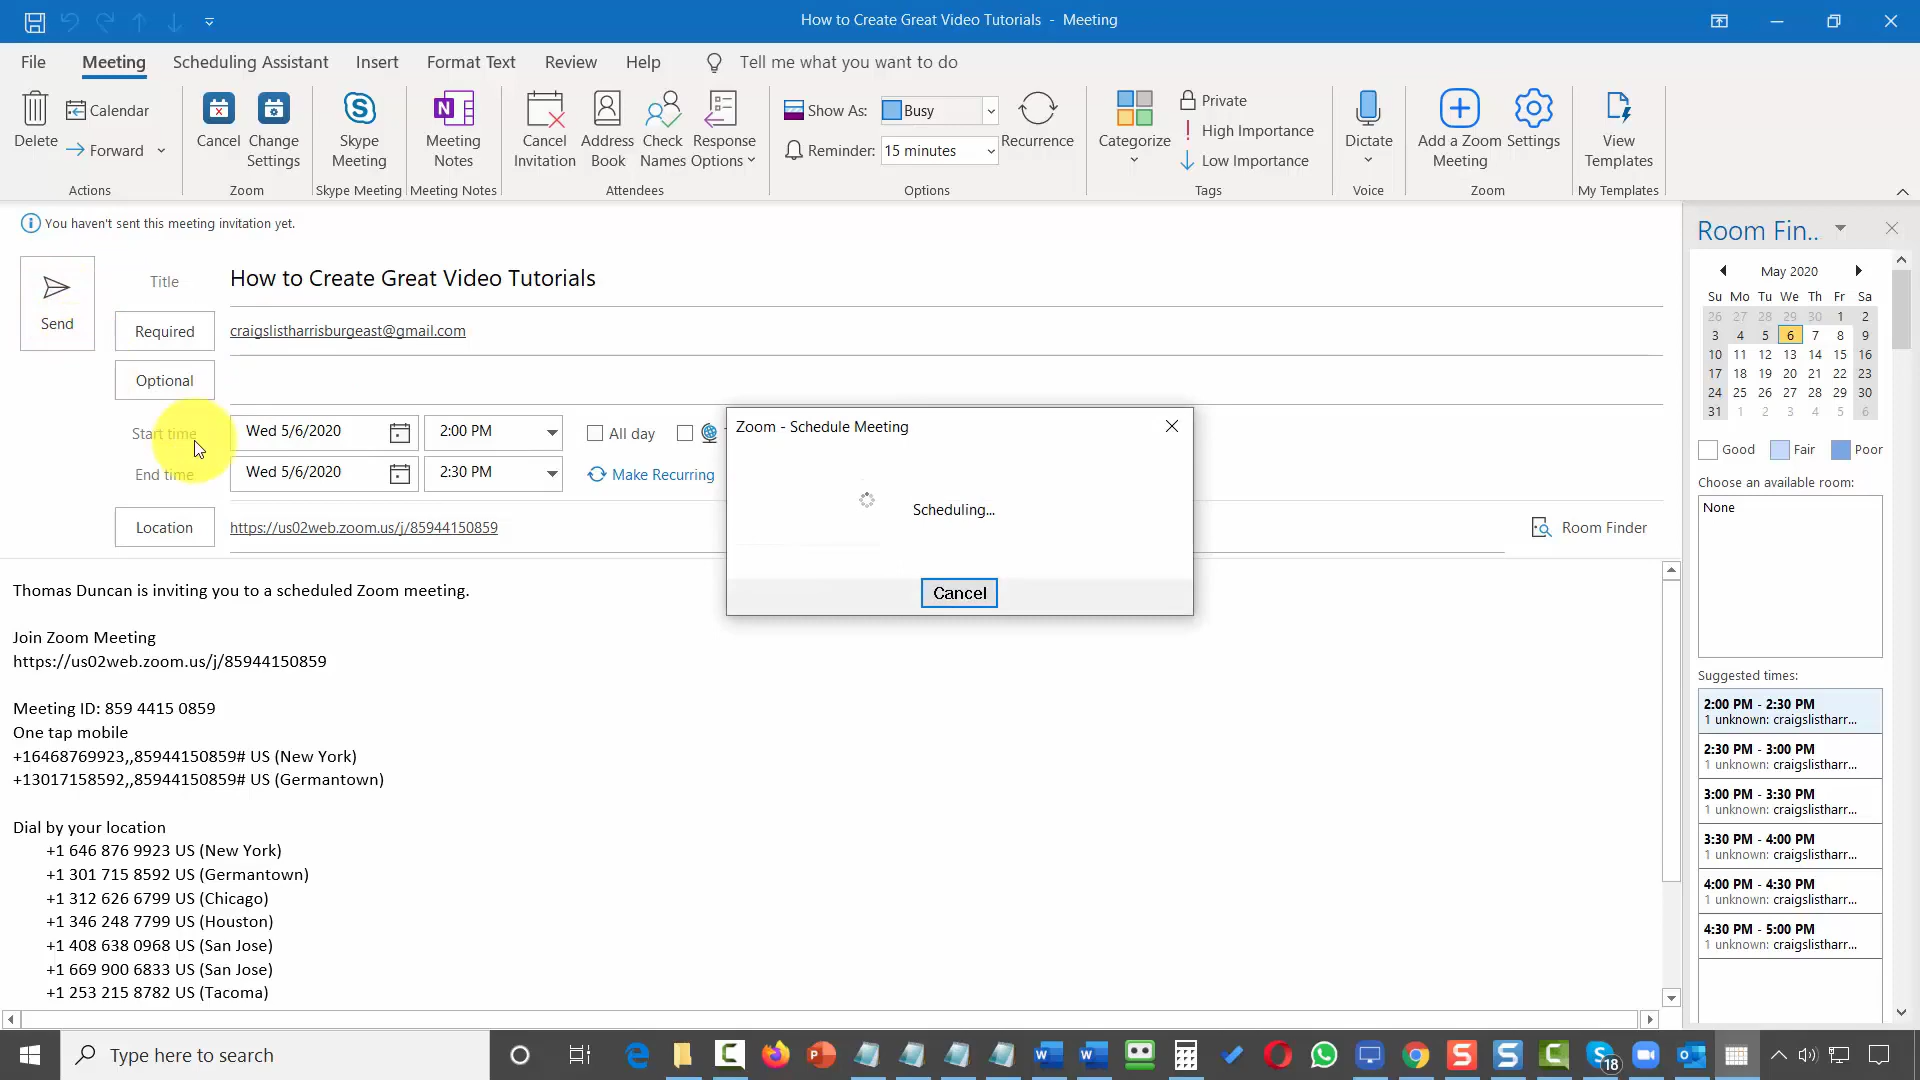 How to Create Great Video Tutorials - Meeting
File Meeting Scheduling Assistant Insert Format Text Review Help Tell me what you want to do
Delete
Calendar
Forward
Actions
Cancel
Change Settings
Zoom
Skype Meeting
Skype Meeting
Meeting Notes
Meeting Notes
Cancel Invitation
Address Book
Check Names
Response Options
Attendees
Show As: Busy
Reminder: 15 minutes
Recurrence
Options
Categorize
Private
High Importance
Low Importance
Tags
Dictate
Voice
Add a Zoom Meeting
Settings
Zoom
View Templates
My Templates
You haven't sent this meeting invitation yet.
Send
Title How to Create Great Video Tutorials
Required craigslistharrisburgeast@gmail.com
Optional
Start time Wed 5/6/2020 2:00 PM All day
End time Wed 5/6/2020 2:30 PM Make Recurring
Location https://us02web.zoom.us/j/85944150859 Room Finder
Zoom - Schedule Meeting
Scheduling...
Cancel
Thomas Duncan is inviting you to a scheduled Zoom meeting.
Join Zoom Meeting
https://us02web.zoom.us/j/85944150859
Meeting ID: 859 4415 0859
One tap mobile
+16468769923,,85944150859# US (New York)
+13017158592,,85944150859# US (Germantown)
Dial by your location
+1 646 876 9923 US (New York)
+1 301 715 8592 US (Germantown)
+1 312 626 6799 US (Chicago)
+1 346 248 7799 US (Houston)
+1 408 638 0968 US (San Jose)
+1 669 900 6833 US (San Jose)
+1 253 215 8782 US (Tacoma)
Room Fin..
May 2020
Su Mo Tu We Th Fr Sa
26 27 28 29 30 1 2
3 4 5 6 7 8 9
10 11 12 13 14 15 16
17 18 19 20 21 22 23
24 25 26 27 28 29 30
31 1 2 3 4 5 6
Good Fair Poor
Choose an available room:
None
Suggested times:
2:00 PM - 2:30 PM
1 unknown: craigslistharr...
2:30 PM - 3:00 PM
1 unknown: craigslistharr...
3:00 PM - 3:30 PM
1 unknown: craigslistharr...
3:30 PM - 4:00 PM
1 unknown: craigslistharr...
4:00 PM - 4:30 PM
1 unknown: craigslistharr...
4:30 PM - 5:00 PM
1 unknown: craigslistharr...
Type here to search
18